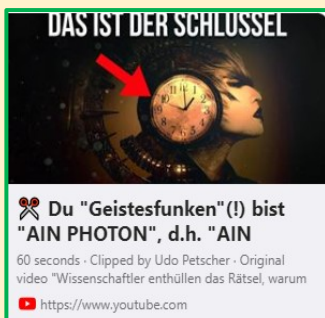 DAS IST DER SCHLÜSSEL
✂ Du "Geistesfunken"(!) bist
"AIN PHOTON", d.h. "AIN
60 seconds · Clipped by Udo Petscher · Original
video "Wissenschaftler enthüllen das Rätsel, warum
https://www.youtube.com